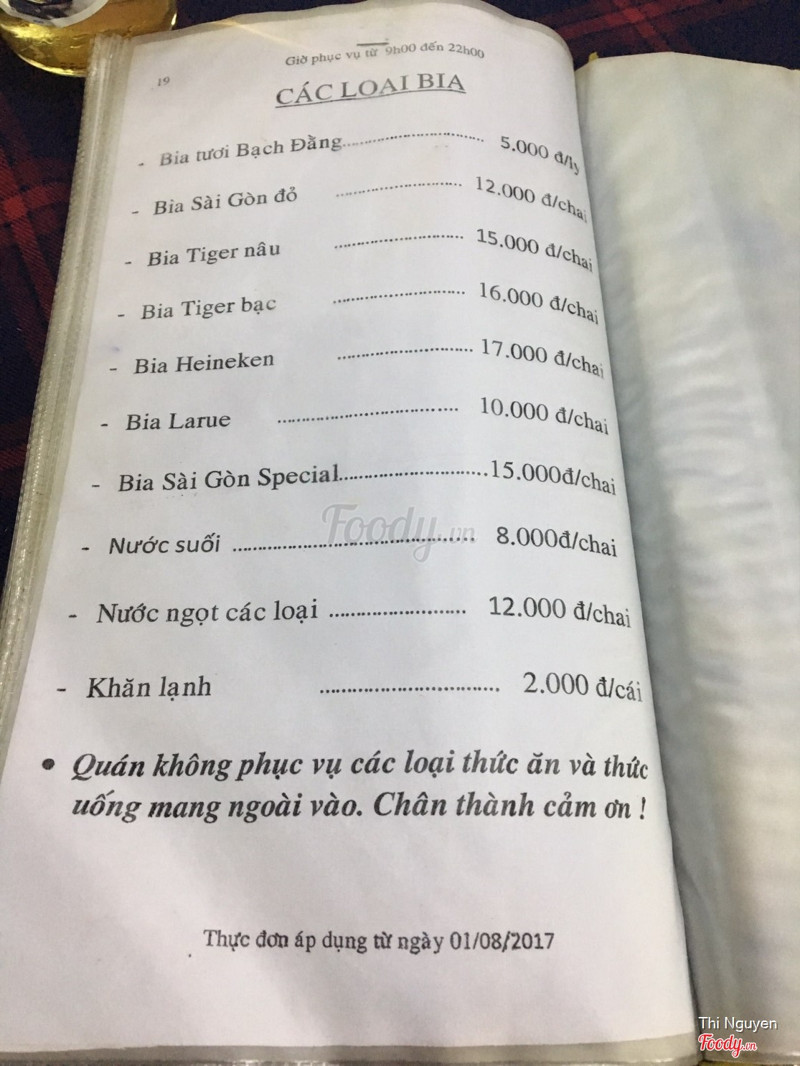 Giờ phục vụ từ 9h00 đến 22h00
19
CÁC LOẠI BIA
- Bia tươi Bạch Đằng........................ 5.000 đ/ly
- Bia Sài Gòn đỏ ........................ 12.000 đ/chai
- Bia Tiger nâu ........................ 15.000 đ/chai
- Bia Tiger bạc ........................ 16.000 đ/chai
- Bia Heineken ........................ 17.000 đ/chai
- Bia Larue ................................ 10.000 đ/chai
- Bia Sài Gòn Special..........................15.000đ/chai
- Nước suối .......................................... 8.000đ/chai
- Nước ngọt các loại ........................ 12.000 đ/chai
- Khăn lạnh ................................ 2.000 đ/cái
Foody.vn
• Quán không phục vụ các loại thức ăn và thức
uống mang ngoài vào. Chân thành cảm ơn !
Thực đơn áp dụng từ ngày 01/08/2017
Thi Nguyen
Foody.vn